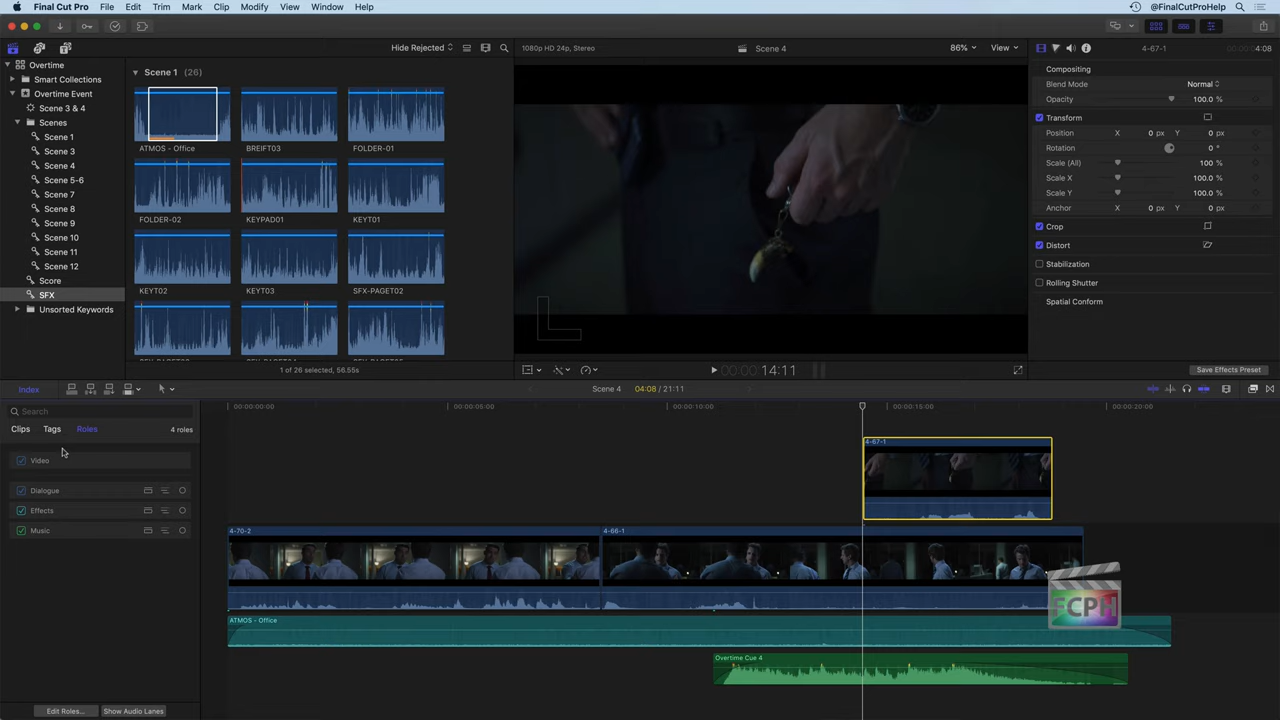 Final Cut Pro File Edit Trim Mark Clip Modify View Window Help @FinalCutProHelp
Hide Rejected 1080p HD 24p, Stereo Scene 4 86% View 4-67-1 4:08
Overtime
Smart Collections
Overtime Event
Scene 3 & 4
Scenes
Scene 1
Scene 3
Scene 4
Scene 5-6
Scene 7
Scene 8
Scene 9
Scene 10
Scene 11
Scene 12
Score
SFX
Unsorted Keywords
Scene 1 (26)
ATMOS - Office BREIFT03 FOLDER-01
FOLDER-02 KEYPAD01 KEYT01
KEYT02 KEYT03 SFX-PAGET02
1 of 26 selected, 56.55s
00:00:14:11
Compositing
Blend Mode Normal
Opacity 100.0 %
Transform
Position X 0 px Y 0 px
Rotation 0 °
Scale (All) 100 %
Scale X 100.0 %
Scale Y 100.0 %
Anchor X 0 px Y 0 px
Crop
Distort
Stabilization
Rolling Shutter
Spatial Conform
Save Effects Preset
Index Scene 4 04:08 / 21:11
Search
Clips Tags Roles 4 roles
Video
Dialogue
Effects
Music
Edit Roles... Show Audio Lanes
00:00:00:00 00:00:05:00 00:00:10:00 00:00:15:00 00:00:20:00
4-67-1
4-70-2 4-66-1
FCPH
ATMOS - Office
Overtime Cue 4